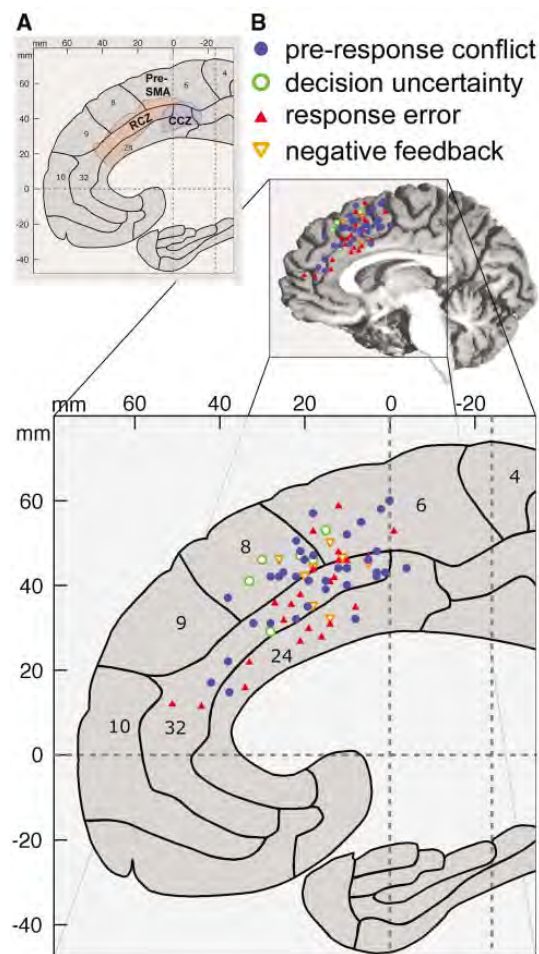 A
mm 60 40 20 0 -20
mm
60
40
20
0
-20
-40
Pre-
SMA
RCZ
CCZ
4
6
8
9
10
32
B
pre-response conflict
decision uncertainty
response error
negative feedback
mm 60 40 20 0 -20
mm
60
40
20
0
-20
-40
4
6
8
9
24
10
32